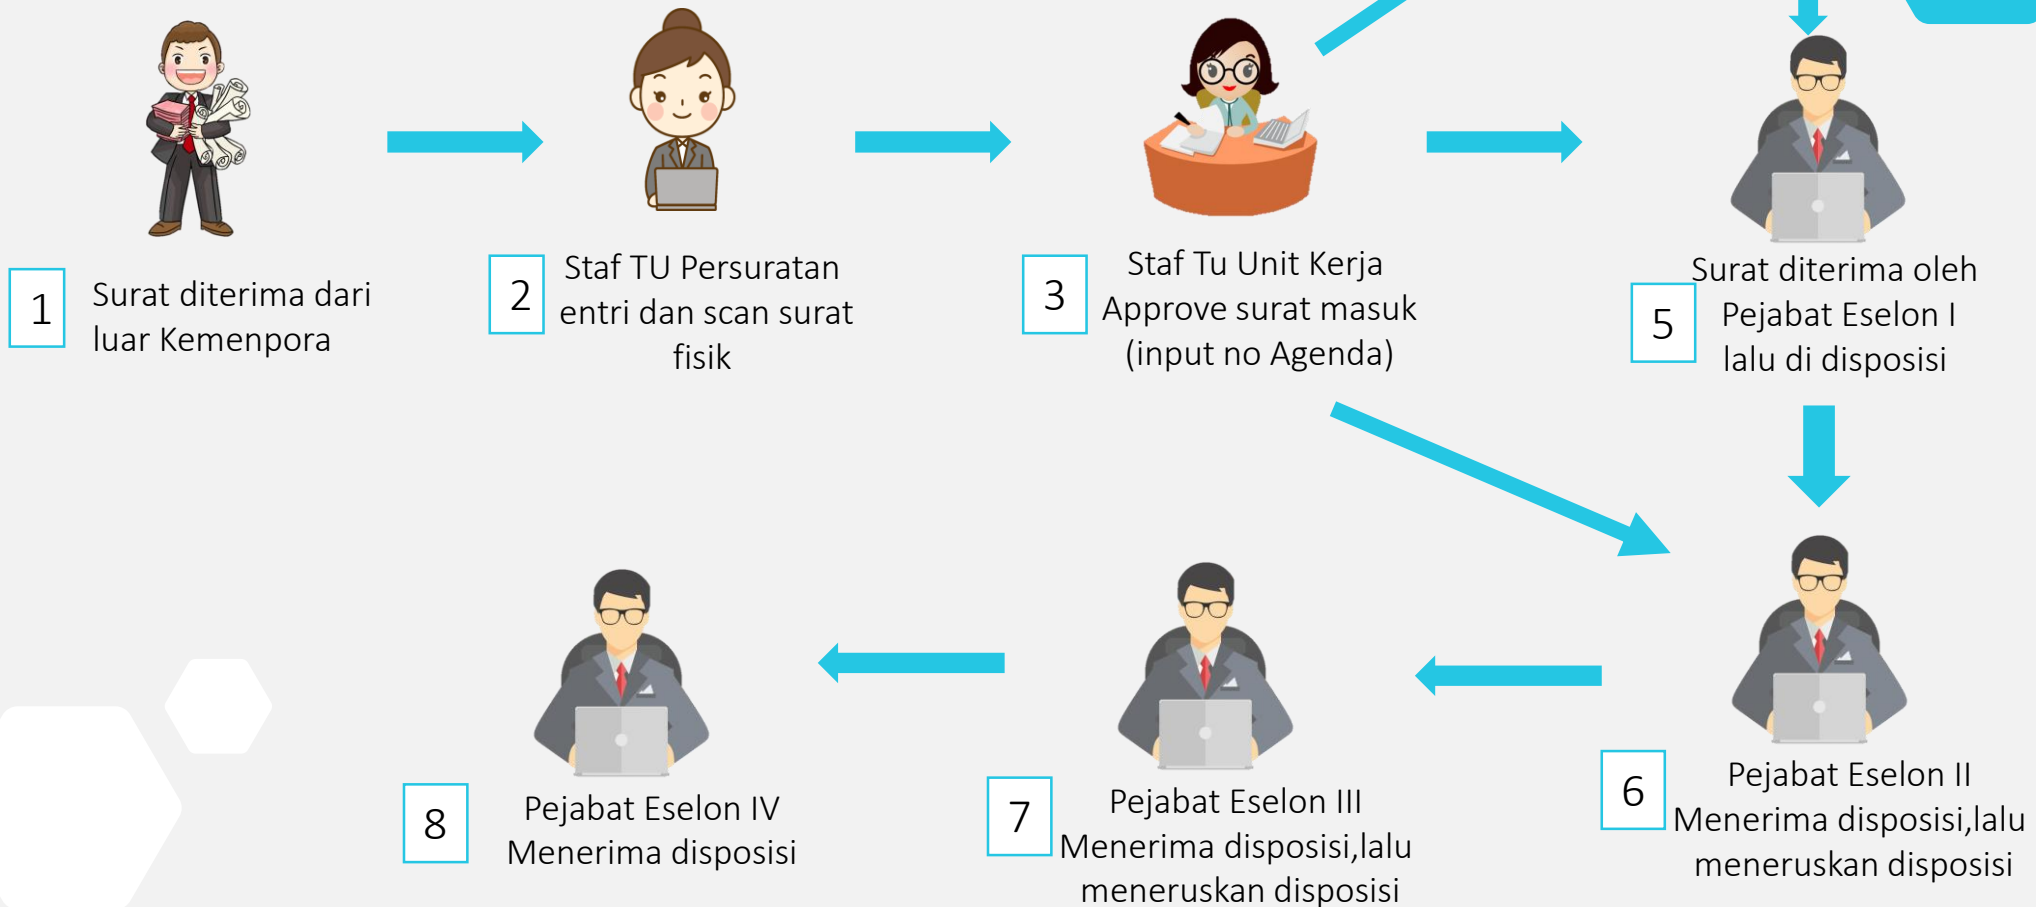 1
Surat diterima dari
luar Kemenpora
2
Staf TU Persuratan
entri dan scan surat
fisik
3
Staf Tu Unit Kerja
Approve surat masuk
(input no Agenda)
5
Surat diterima oleh
Pejabat Eselon I
lalu di disposisi
6
Pejabat Eselon II
Menerima disposisi,lalu
meneruskan disposisi
7
Pejabat Eselon III
Menerima disposisi,lalu
meneruskan disposisi
8
Pejabat Eselon IV
Menerima disposisi